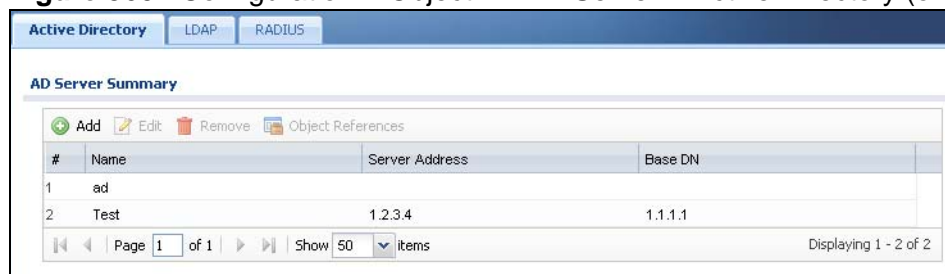 Active Directory LDAP RADIUS
AD Server Summary
Add Edit Remove Object References
# Name Server Address Base DN
1 ad
2 Test 1.2.3.4 1.1.1.1
Page 1 of 1 Show 50 items Displaying 1 - 2 of 2